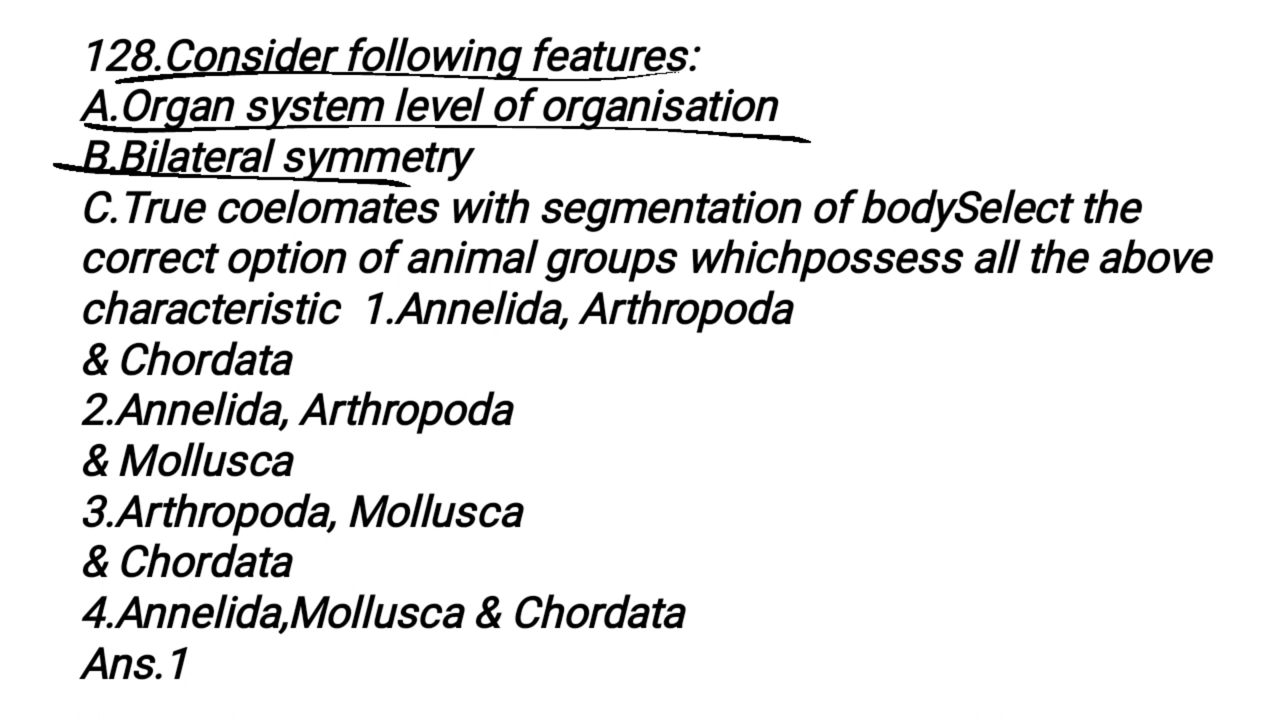 128.Consider following features:
A.Organ system level of organisation
B.Bilateral symmetry
C.True coelomates with segmentation of bodySelect the
correct option of animal groups whichpossess all the above
characteristic 1.Annelida, Arthropoda
& Chordata
2.Annelida, Arthropoda
& Mollusca
3.Arthropoda, Mollusca
& Chordata
4.Annelida,Mollusca & Chordata
Ans.1